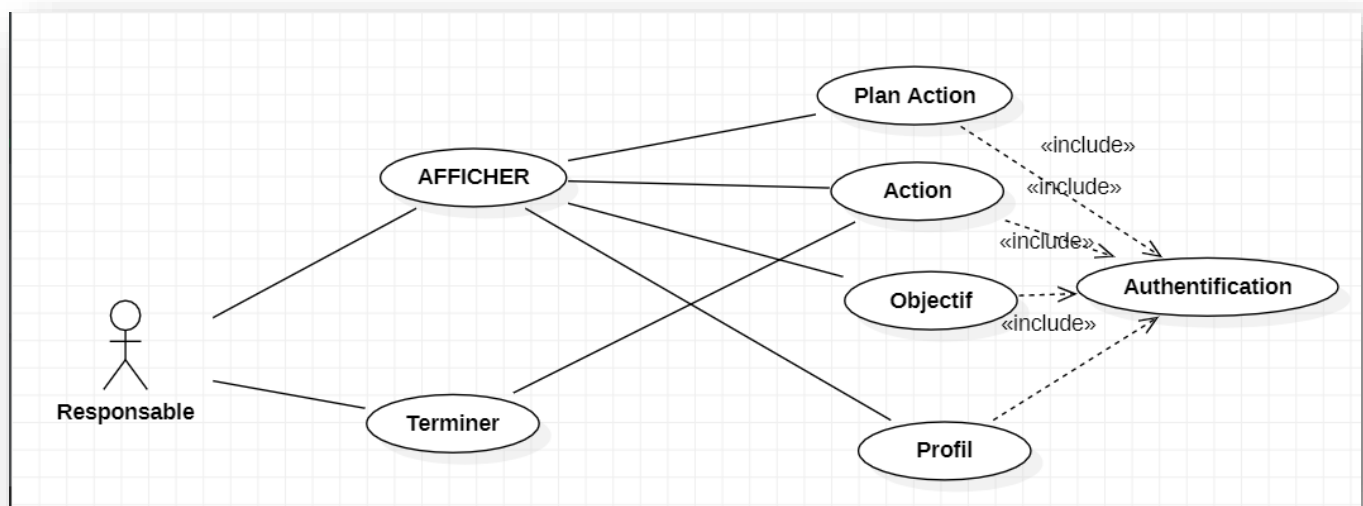 Plan Action
«include»
AFFICHER
Action
«include»
«include»
Authentification
Objectif
«include»
Responsable
Terminer
Profil